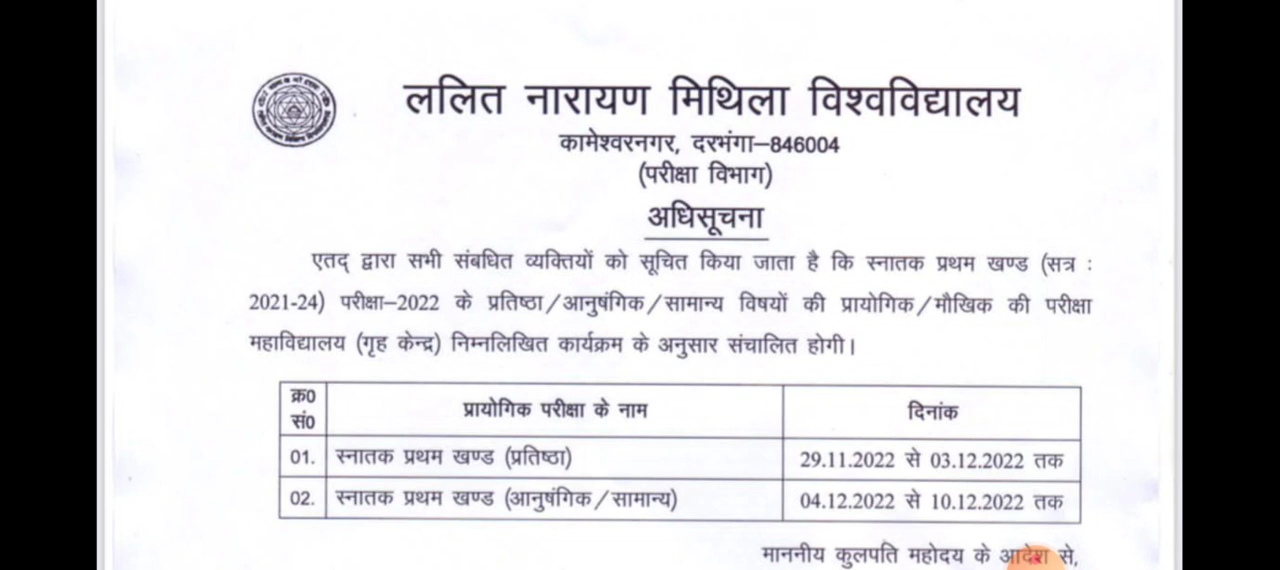 ललित नारायण मिथिला विश्वविद्यालय
कामेश्वरनगर, दरभंगा–846004
(परीक्षा विभाग)
अधिसूचना
एतद् द्वारा सभी संबधित व्यक्तियों को सूचित किया जाता है कि स्नातक प्रथम खण्ड (सत्र :
2021-24) परीक्षा–2022 के प्रतिष्ठा/आनुषंगिक/सामान्य विषयों की प्रायोगिक/मौखिक की परीक्षा
महाविद्यालय (गृह केन्द्र) निम्नलिखित कार्यक्रम के अनुसार संचालित होगी।
क्र0 सं0 प्रायोगिक परीक्षा के नाम दिनांक
01. स्नातक प्रथम खण्ड (प्रतिष्ठा) 29.11.2022 से 03.12.2022 तक
02. स्नातक प्रथम खण्ड (आनुषंगिक/सामान्य) 04.12.2022 से 10.12.2022 तक
माननीय कुलपति महोदय के आदेश से,